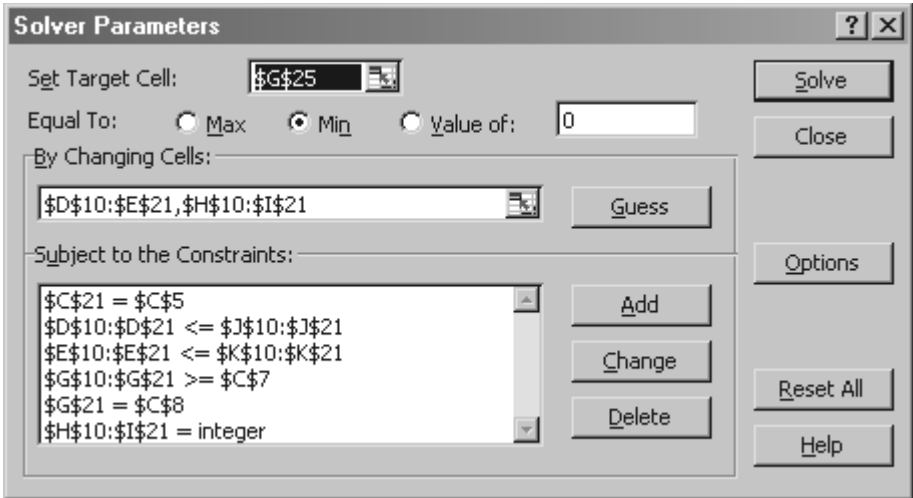 Solver Parameters
Set Target Cell: $G$25 Solve
Equal To: Max Min Value of: 0
Close
By Changing Cells:
$D$10:$E$21,$H$10:$I$21 Guess
Subject to the Constraints: Options
$C$21 = $C$5 Add
$D$10:$D$21 <= $J$10:$J$21
$E$10:$E$21 <= $K$10:$K$21 Change
$G$10:$G$21 >= $C$7
$G$21 = $C$8 Delete Reset All
$H$10:$I$21 = integer
Help